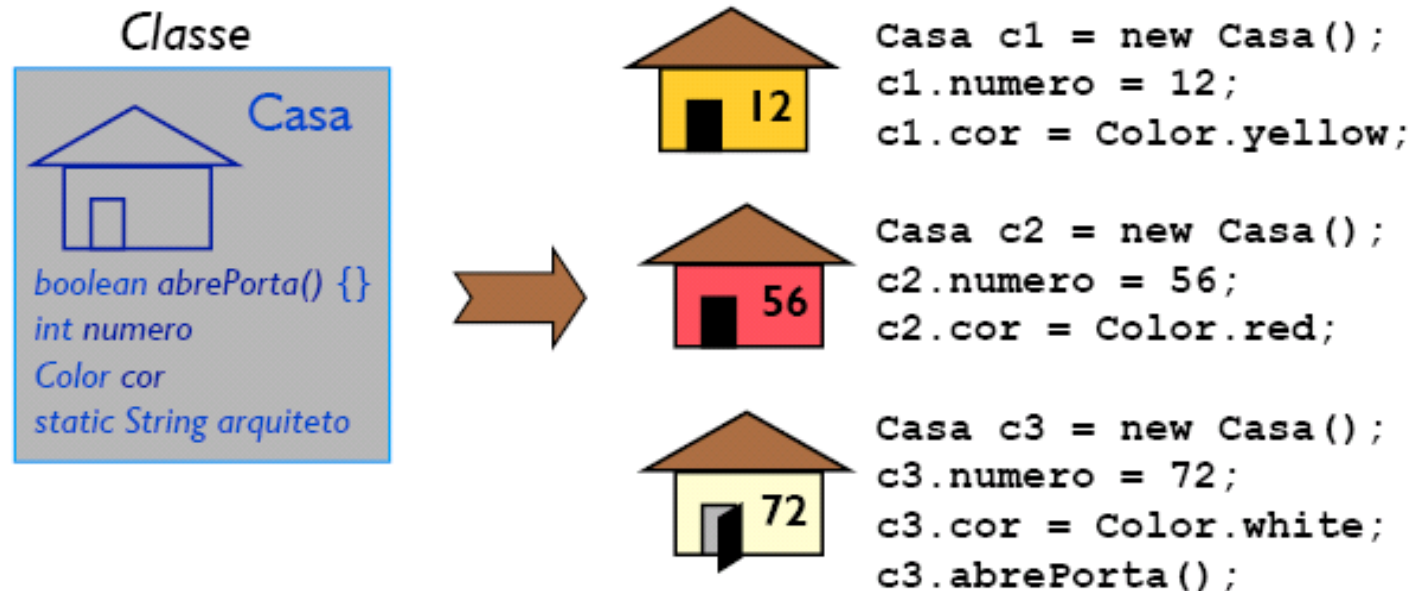 Classe
Casa
boolean abrePorta() {}
int numero
Color cor
static String arquiteto
12
Casa c1 = new Casa();
c1.numero = 12;
c1.cor = Color.yellow;
56
Casa c2 = new Casa();
c2.numero = 56;
c2.cor = Color.red;
72
Casa c3 = new Casa();
c3.numero = 72;
c3.cor = Color.white;
c3.abrePorta();